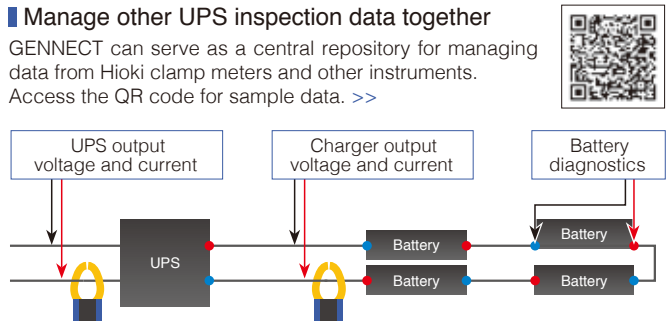 Manage other UPS inspection data together
GENNECT can serve as a central repository for managing
data from Hioki clamp meters and other instruments.
Access the QR code for sample data. >>
UPS output
voltage and current
Charger output
voltage and current
Battery
diagnostics
UPS
Battery
Battery
Battery
Battery